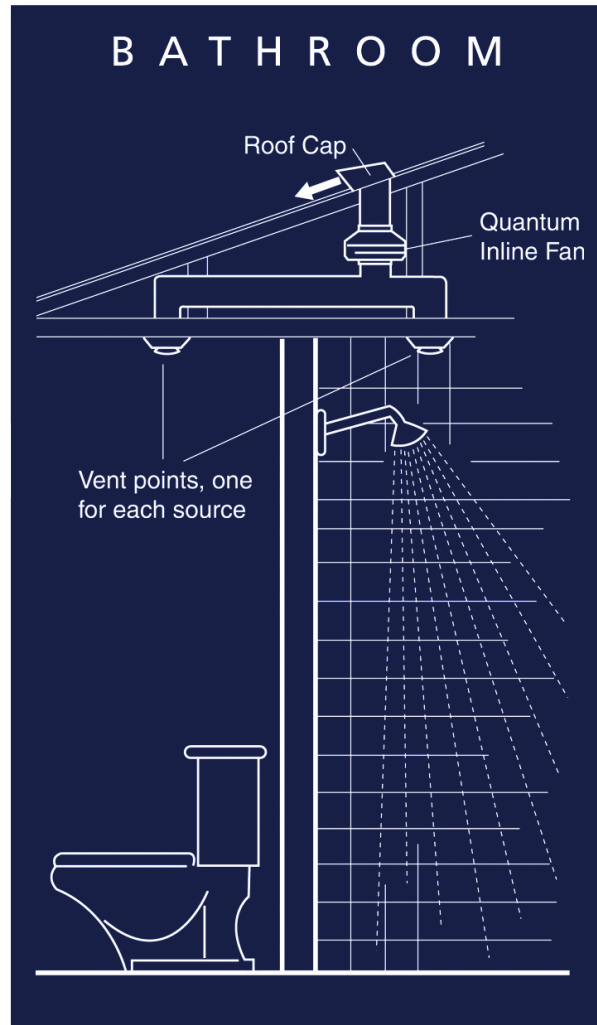 BATHROOM
Roof Cap
Quantum
Inline Fan
Vent points, one
for each source